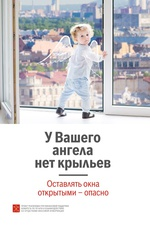 У Вашего
ангела
нет крыльев
Оставлять окна
открытыми – опасно